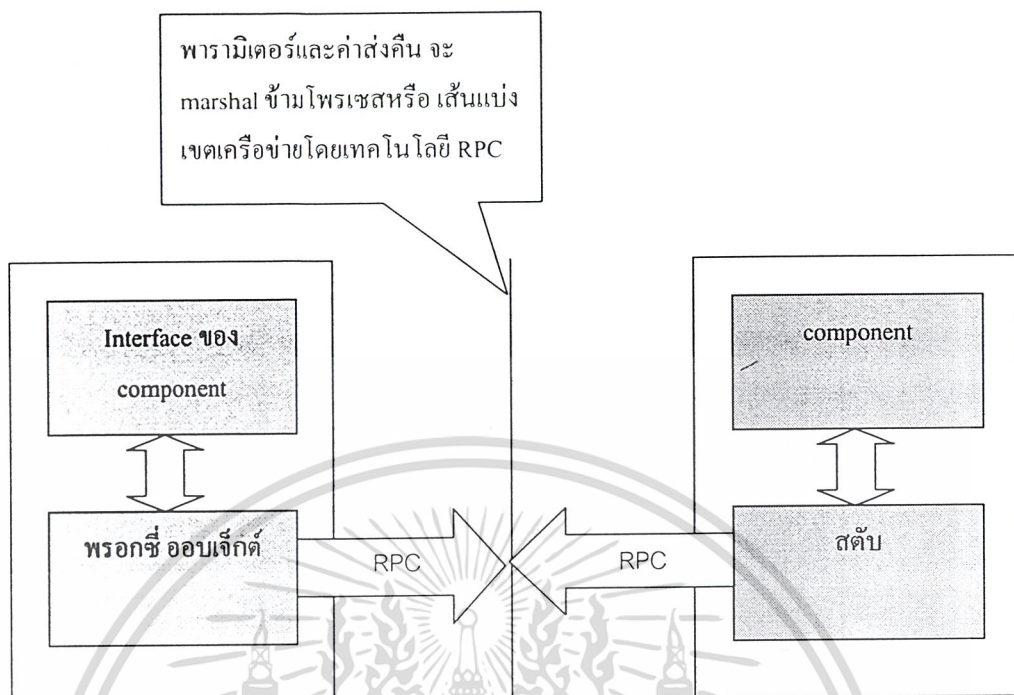 พารามิเตอร์และค่าส่งคืน จะ
marshal ข้ามโพรเซสหรือ เส้นแบ่ง
เขตเครือข่ายโดยเทคโนโลยี RPC
Interface ของ
component
component
พรอกซี่ ออบเจ็กต์
RPC
RPC
สตับ